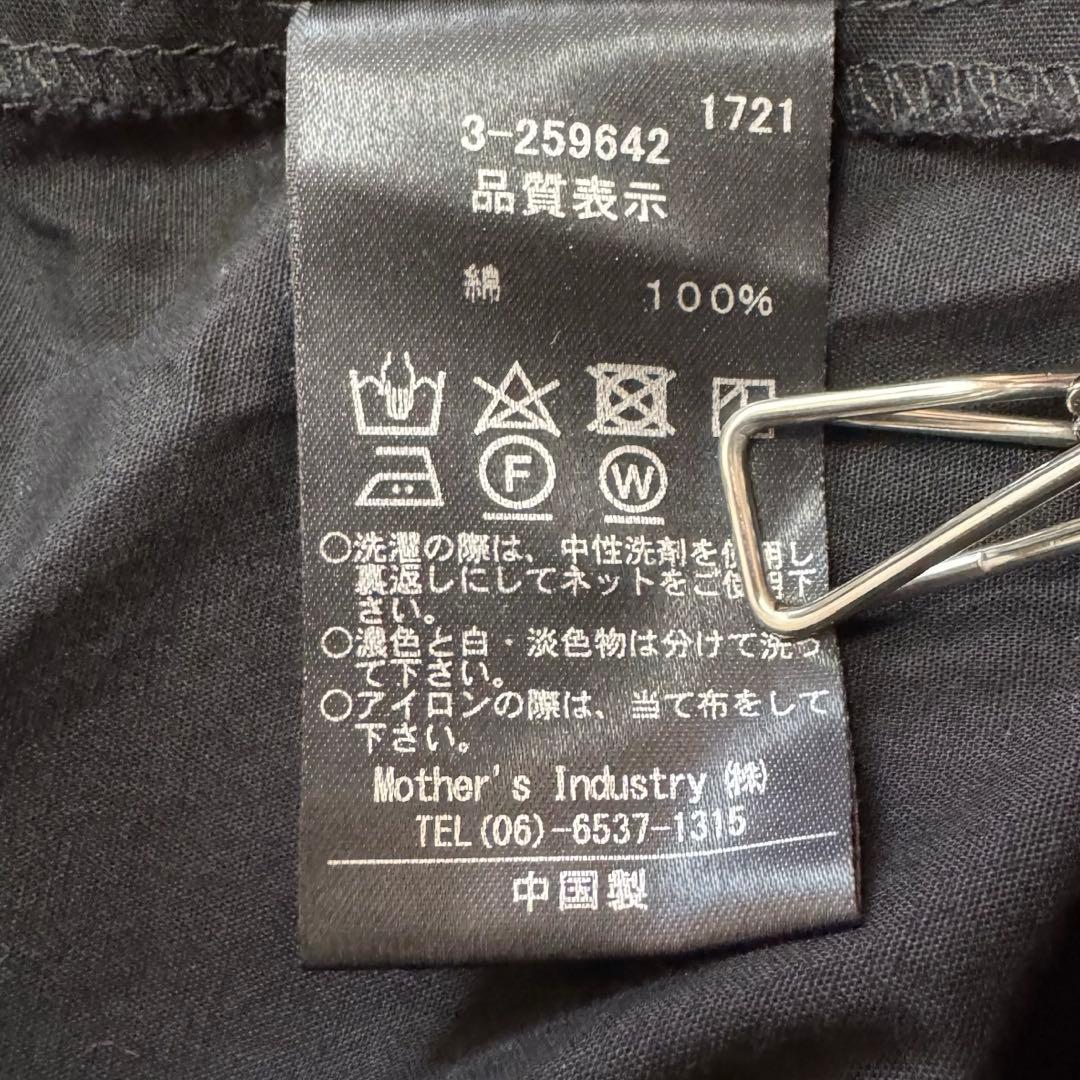 1721
3-259642
品質表示
綿 100%
F W
○洗濯の際は、中性洗剤を使用し
裏返しにしてネットをご使用下
さい。
○濃色と白・淡色物は分けて洗っ
て下さい。
○アイロンの際は、当て布をして
下さい。
Mother's Industry (株)
TEL(06)-6537-1315
中国製